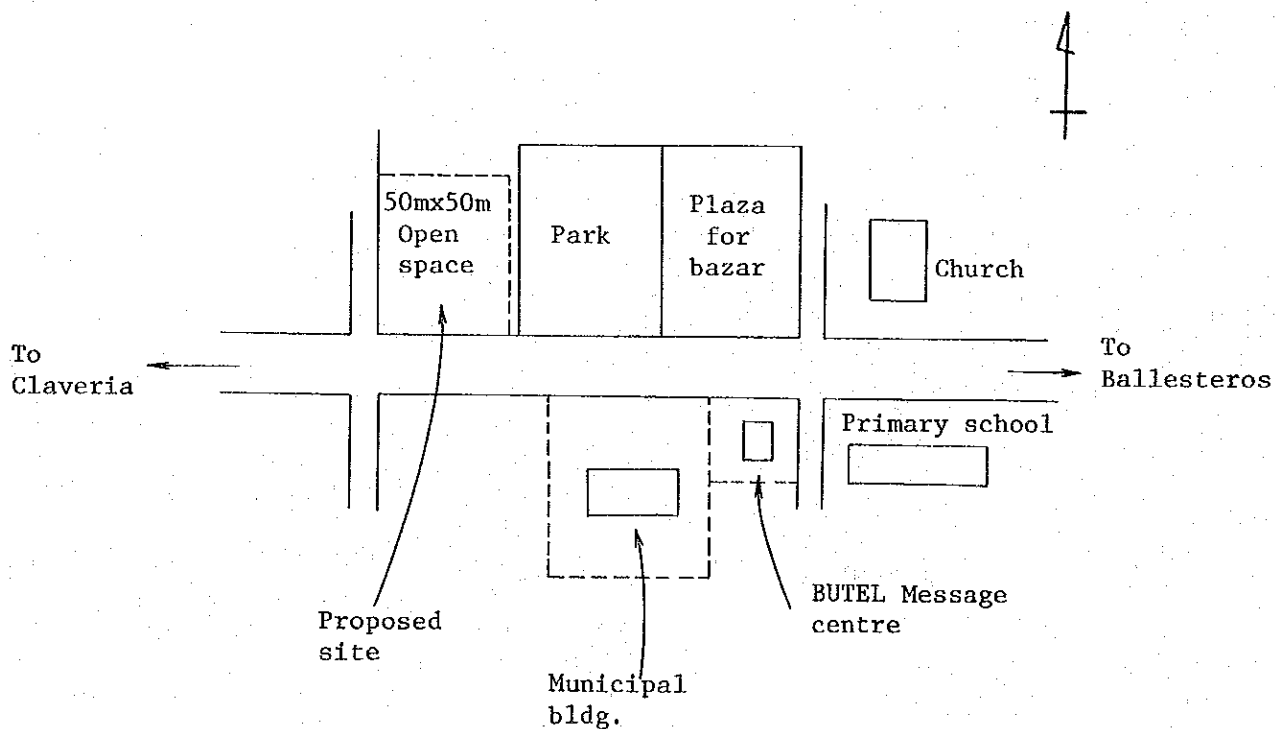 50mx50m
Open
space
Park
Plaza
for
bazar
Church
To
Claveria
To
Ballesteros
Primary school
Proposed
site
Municipal
bldg.
BUTEL Message
centre